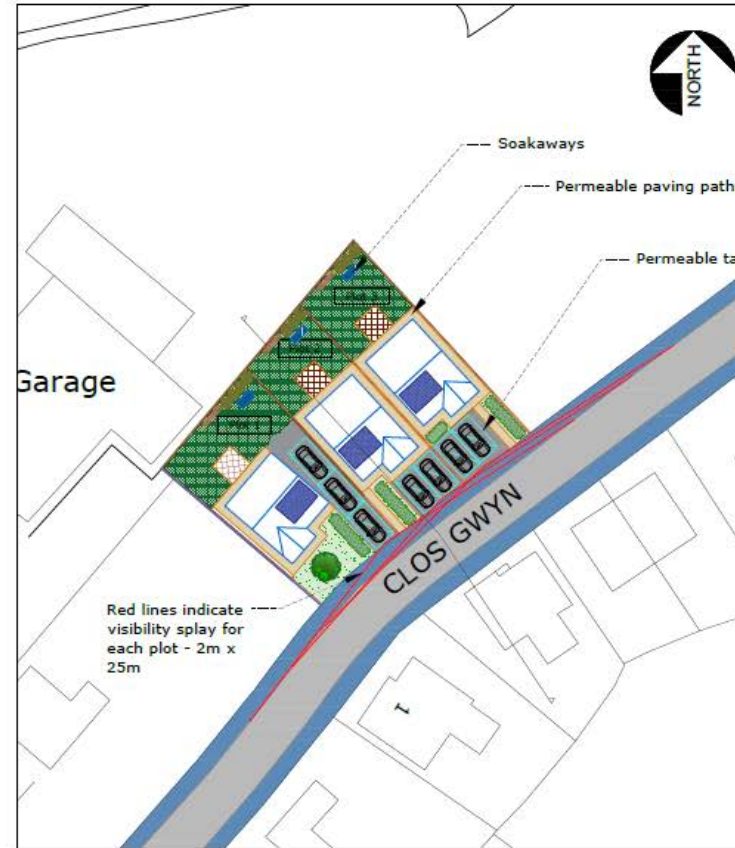 NORTH
Soakaways
Permeable paving path
Permeable ta
Garage
CLOS GWYN
Red lines indicate
visibility splay for
each plot - 2m x
25m
1